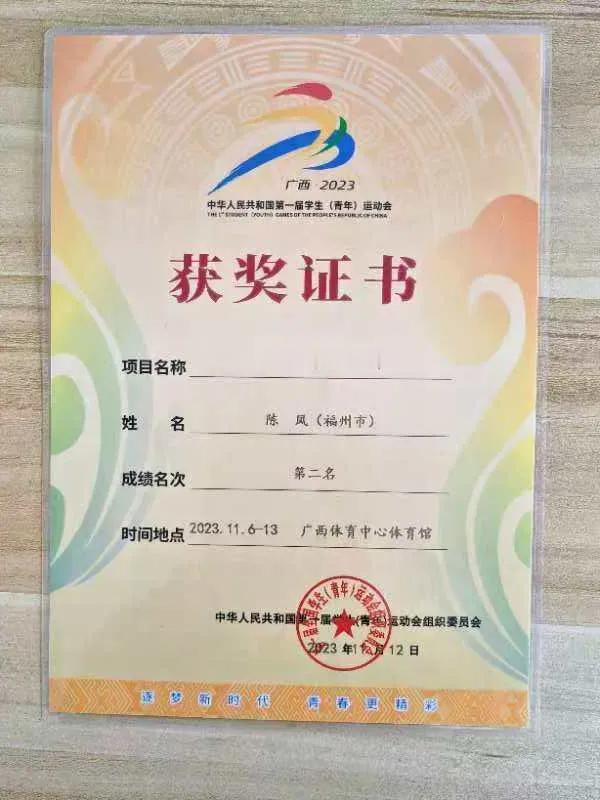 广西·2023
中华人民共和国第一届学生（青年）运动会
THE 1ST STUDENT (YOUTH) GAMES OF THE PEOPLE'S REPUBLIC OF CHINA
获奖证书
项目名称
姓 名 陈 凤（福州市）
成绩名次 第二名
时间地点 2023.11.6-13 广西体育中心体育馆
中华人民共和国第一届学生(青年)运动会组织委员会
2023 年11月12日
逐梦新时代 青春更精彩